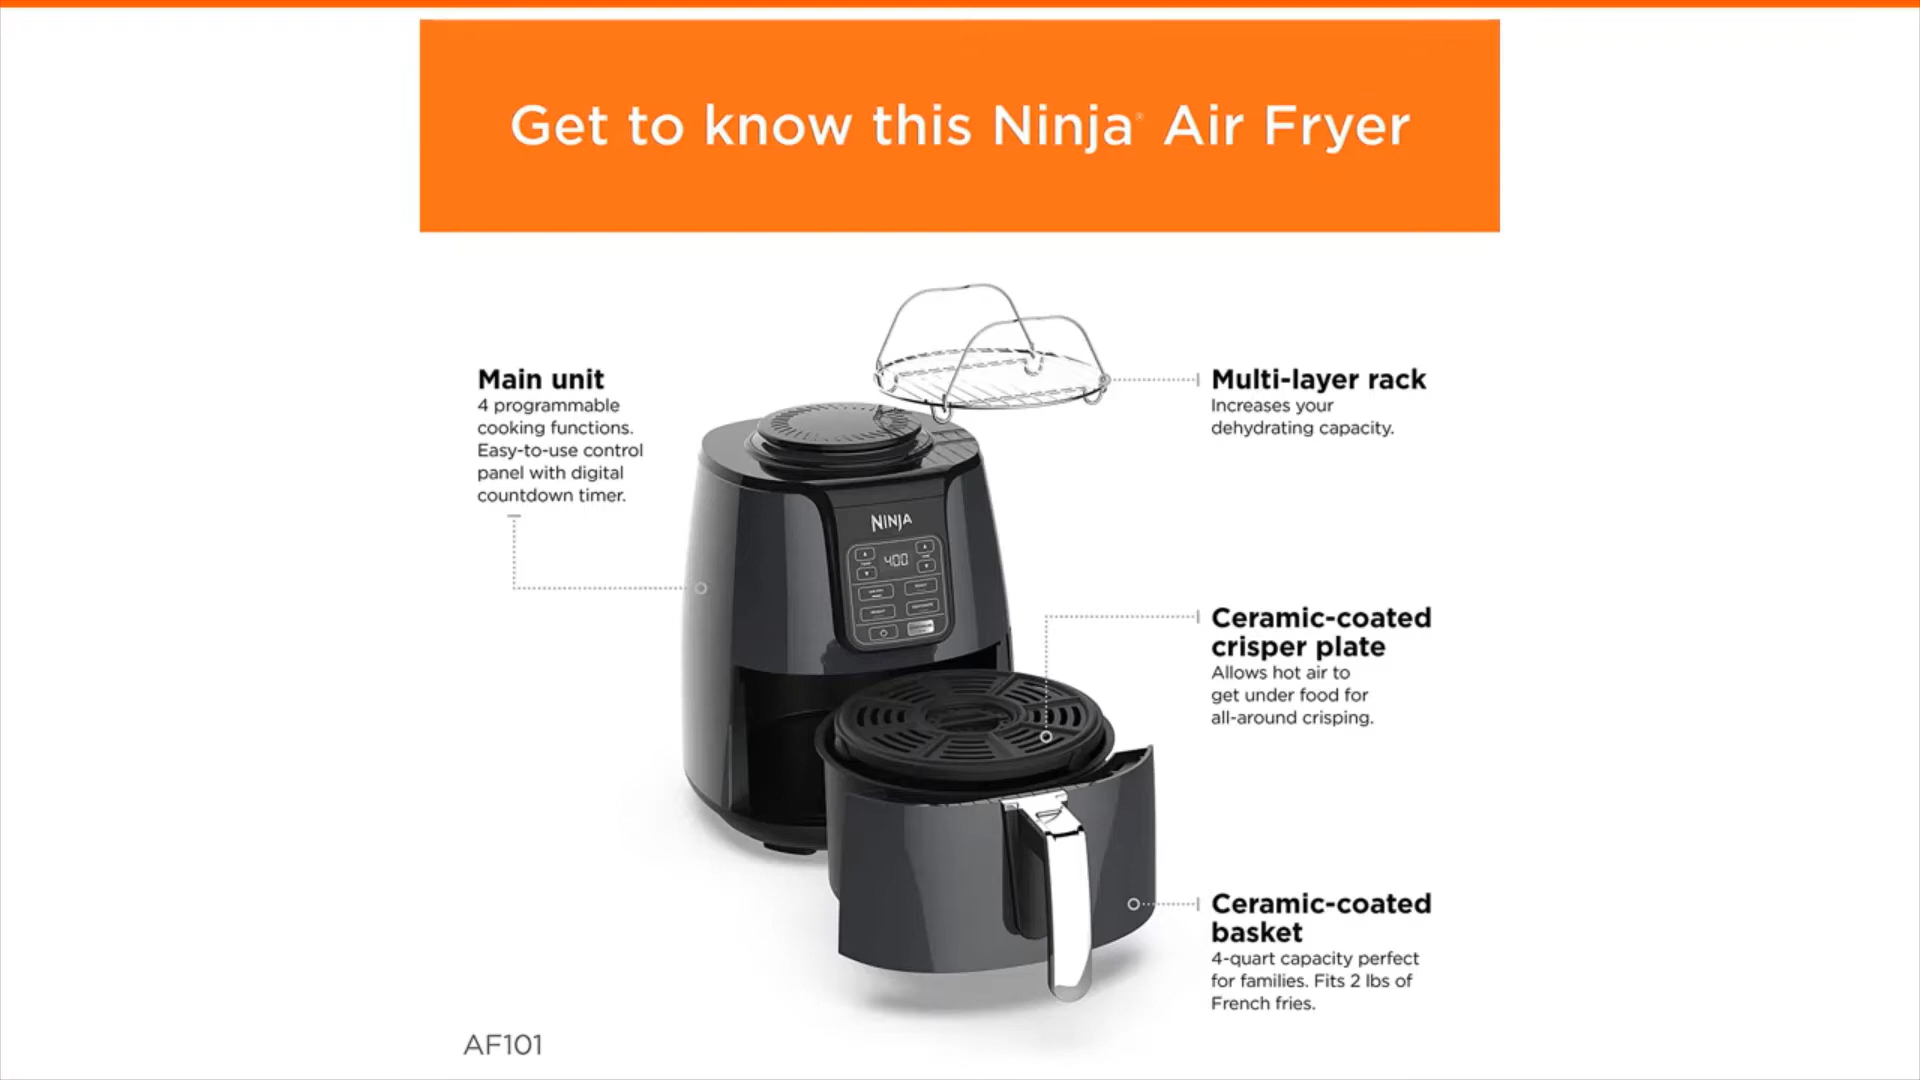 Get to know this Ninja® Air Fryer
Main unit
4 programmable
cooking functions.
Easy-to-use control
panel with digital
countdown timer.
Multi-layer rack
Increases your
dehydrating capacity.
NINJA
400
Ceramic-coated
crisper plate
Allows hot air to
get under food for
all-around crisping.
Ceramic-coated
basket
4-quart capacity perfect
for families. Fits 2 lbs of
French fries.
AF101